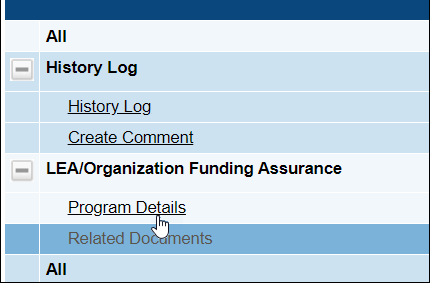 All
History Log
History Log
Create Comment
LEA/Organization Funding Assurance
Program Details
Related Documents
All